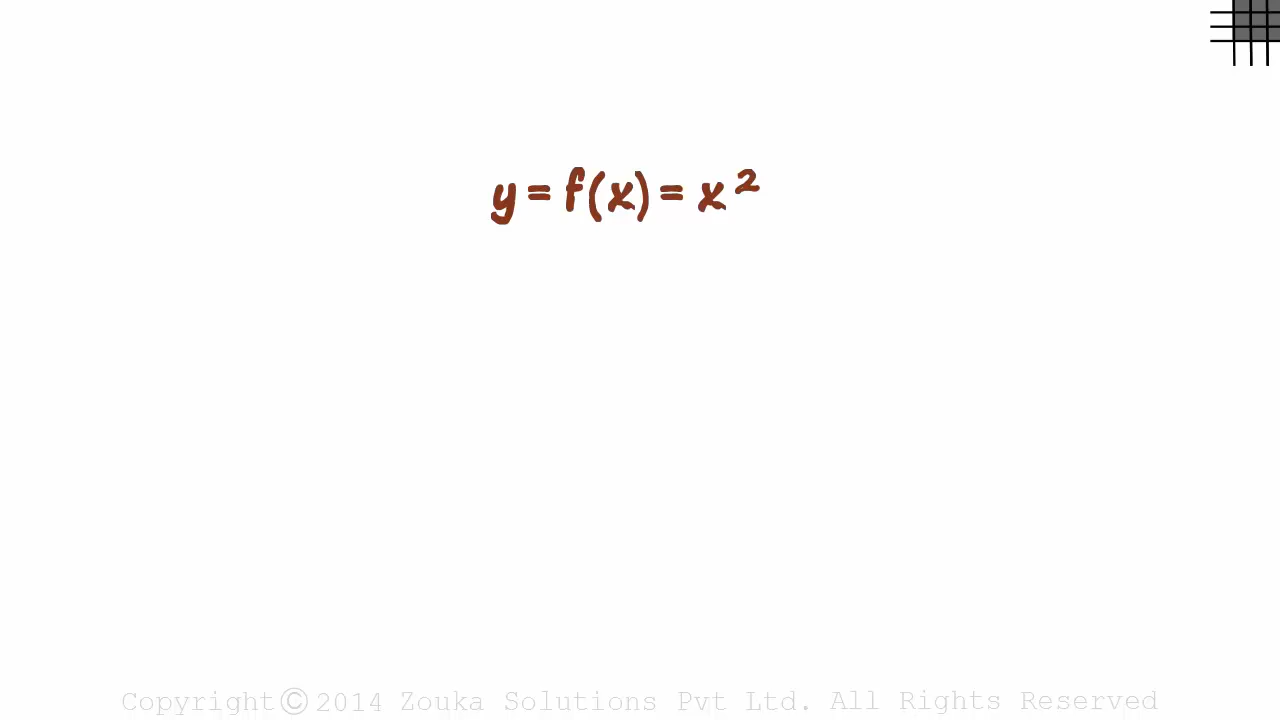 y = f(x) = x²
Copyright©2014 Zouka Solutions Pvt Ltd. All Rights Reserved